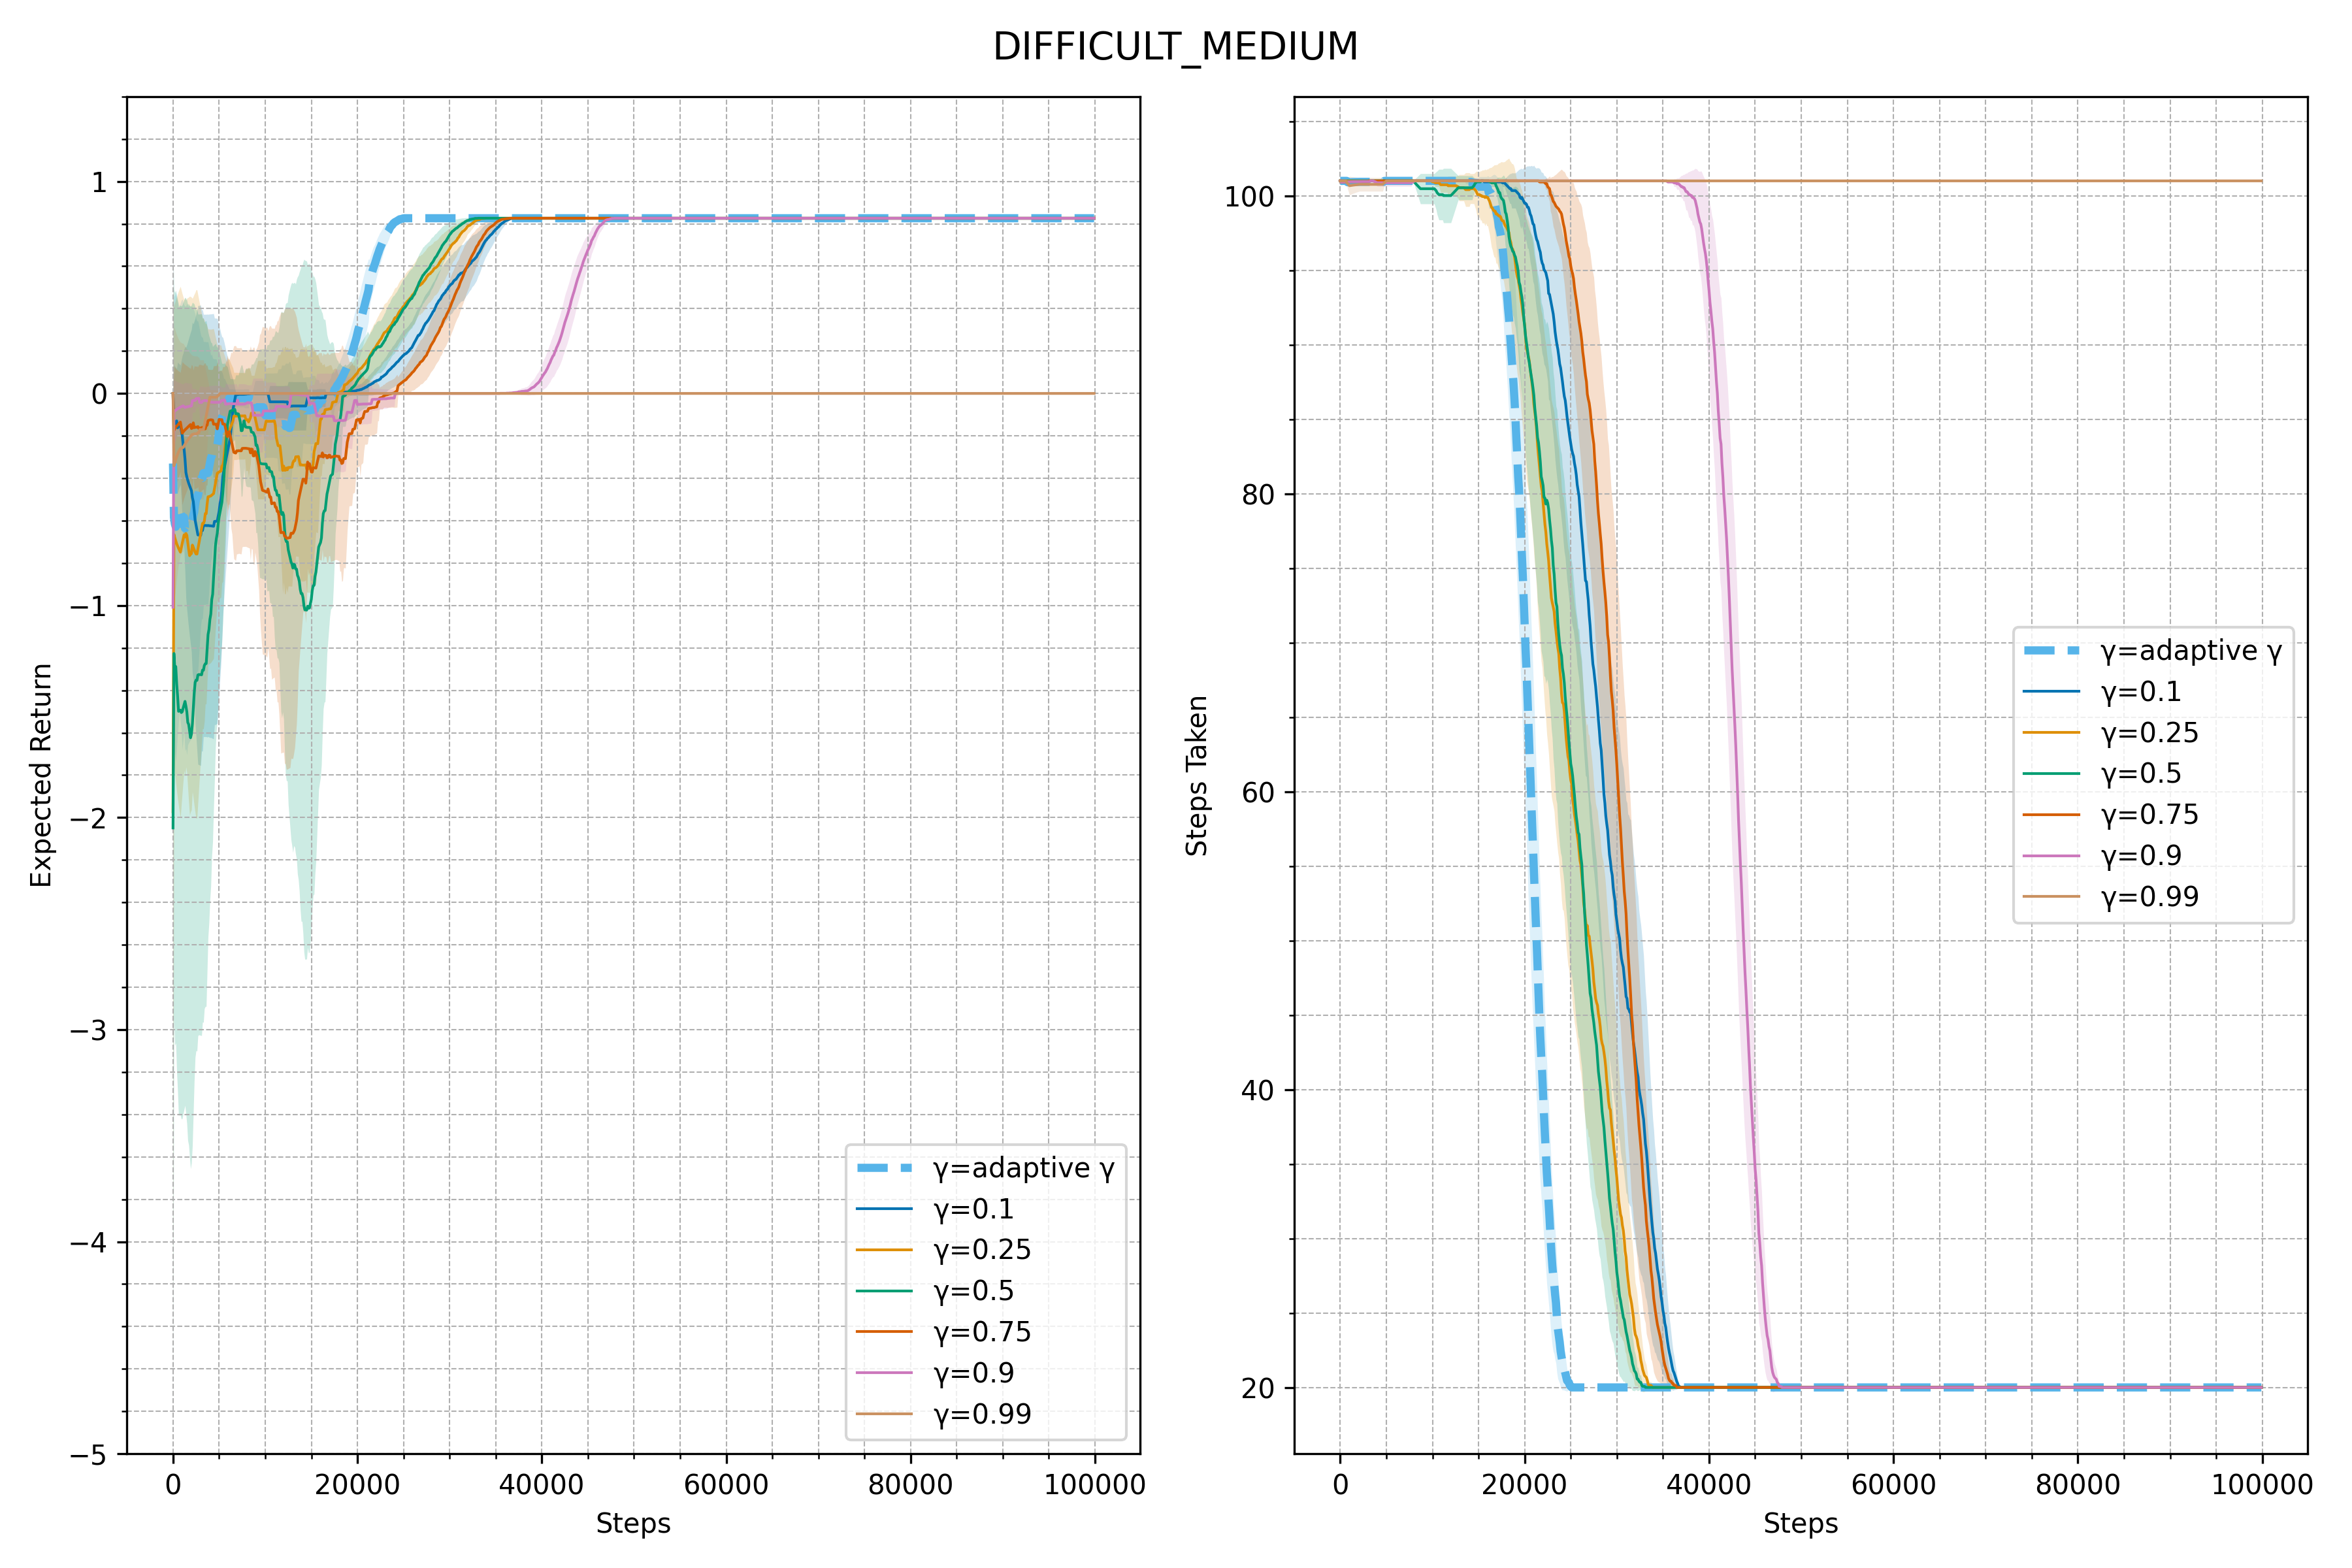 DIFFICULT_MEDIUM
Expected Return
1
0
−1
−2
−3
−4
−5
0 20000 40000 60000 80000 100000
Steps
γ=adaptive γ
γ=0.1
γ=0.25
γ=0.5
γ=0.75
γ=0.9
γ=0.99
Steps Taken
100
80
60
40
20
0 20000 40000 60000 80000 100000
Steps
γ=adaptive γ
γ=0.1
γ=0.25
γ=0.5
γ=0.75
γ=0.9
γ=0.99